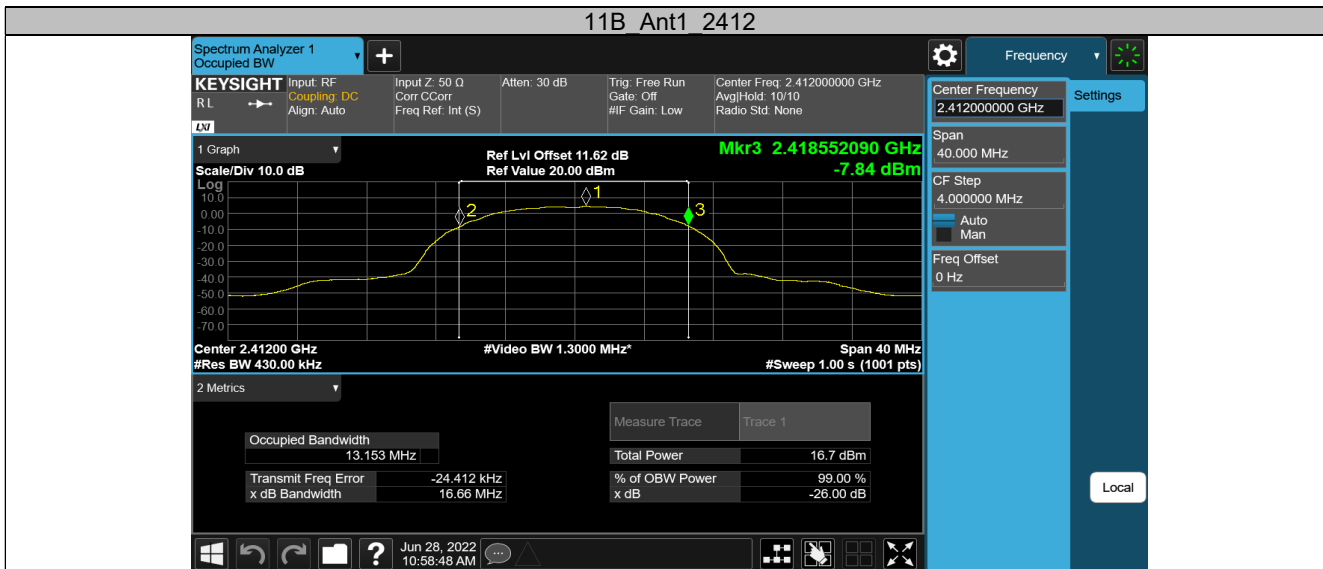 11B_Ant1_2412
Spectrum Analyzer 1
Occupied BW
+
Frequency
KEYSIGHT
R L
LXI
Input: RF
Coupling: DC
Align: Auto
Input Z: 50 Ω
Corr CCorr
Freq Ref: Int (S)
Atten: 30 dB
Trig: Free Run
Gate: Off
#IF Gain: Low
Center Freq: 2.412000000 GHz
Avg|Hold: 10/10
Radio Std: None
Center Frequency
2.412000000 GHz
Settings
Span
40.000 MHz
CF Step
4.000000 MHz
Auto
Man
Freq Offset
0 Hz
Local
1 Graph
Scale/Div 10.0 dB
Ref Lvl Offset 11.62 dB
Ref Value 20.00 dBm
Mkr3 2.418552090 GHz
-7.84 dBm
Log
10.0
0.00
-10.0
-20.0
-30.0
-40.0
-50.0
-60.0
-70.0
1
2
3
Center 2.41200 GHz
#Video BW 1.3000 MHz*
Span 40 MHz
#Res BW 430.00 kHz
#Sweep 1.00 s (1001 pts)
2 Metrics
Measure Trace
Trace 1
Occupied Bandwidth
13.153 MHz
Total Power
16.7 dBm
Transmit Freq Error
-24.412 kHz
% of OBW Power
99.00 %
x dB Bandwidth
16.66 MHz
x dB
-26.00 dB
?
Jun 28, 2022
10:58:48 AM